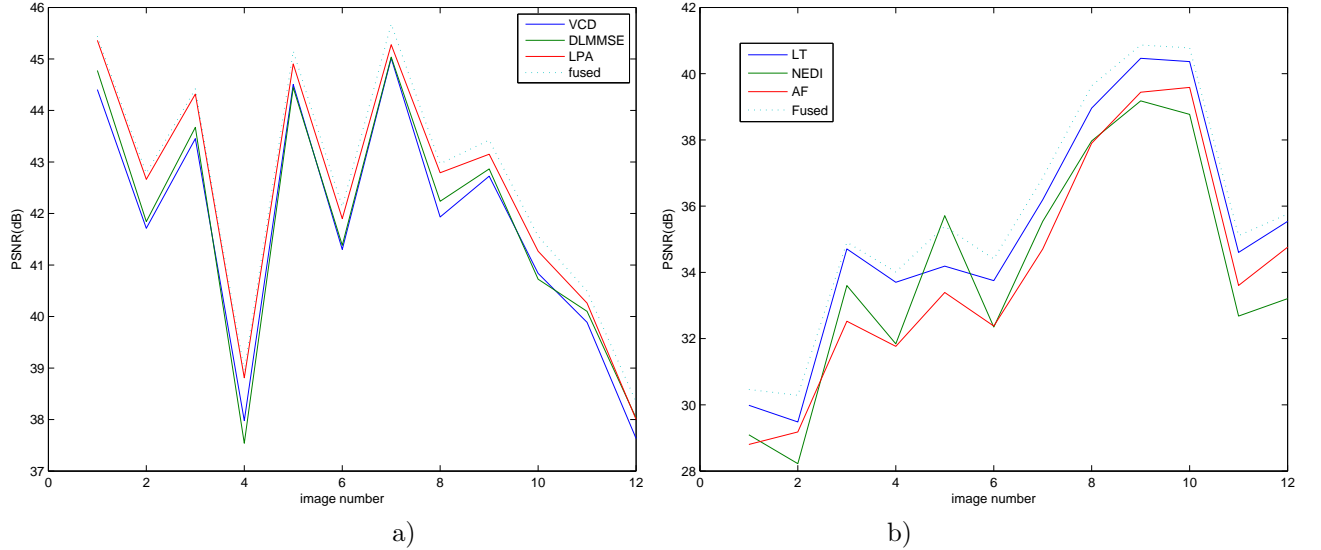 46
45
44
43
42
41
40
39
38
37
PSNR(dB)
0
2
4
6
8
10
12
image number
VCD
DLMMSE
LPA
fused
a)
42
40
38
36
34
32
30
28
PSNR(dB)
0
2
4
6
8
10
12
image number
LT
NEDI
AF
Fused
b)